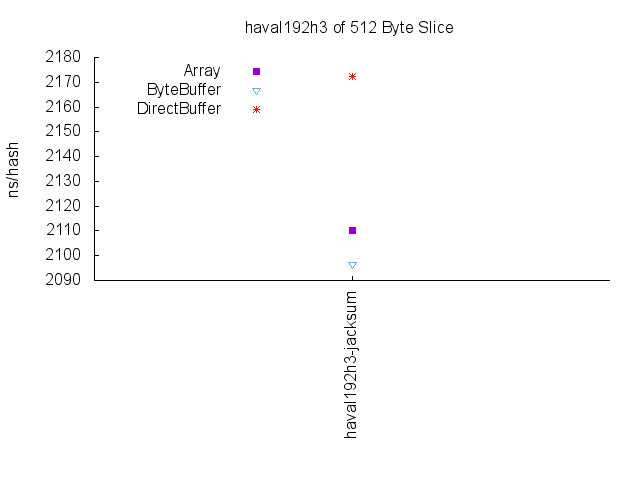 haval192h3 of 512 Byte Slice
2180
2170
2160
2150
2140
2130
2120
2110
2100
2090
ns/hash
Array
ByteBuffer
DirectBuffer
haval192h3-jacksum